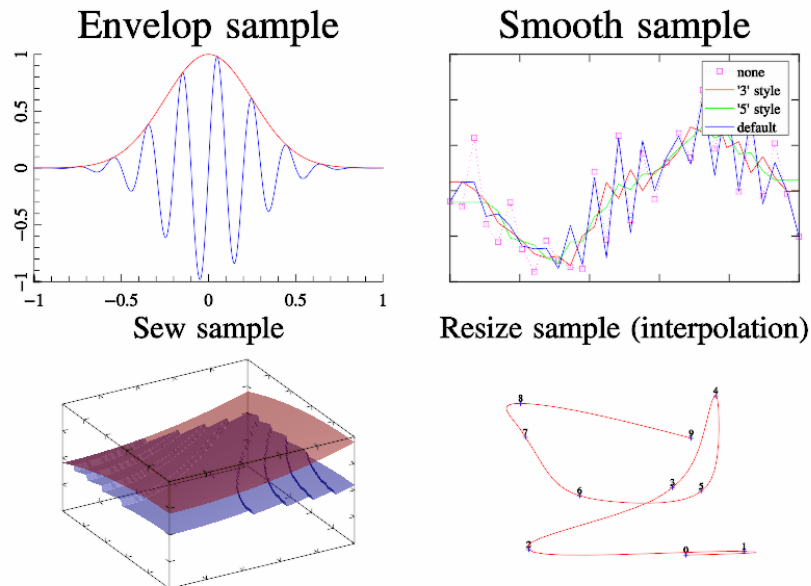 Envelop sample
1
0.5
0
−0.5
−1
−1
−0.5
0
0.5
1
Smooth sample
none
'3' style
'5' style
default
Sew sample
Resize sample (interpolation)
4
8
9
7
3
5
6
2
0
1